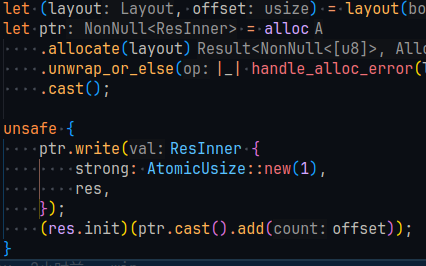 let (layout: Layout, offset: usize) = layout(bo
let ptr: NonNull<ResInner> = alloc A
····.allocate(layout) Result<NonNull<[u8]>, Allo
····.unwrap_or_else(op: |_| handle_alloc_error(l
····.cast();
unsafe {
····ptr.write(val: ResInner {
········strong: AtomicUsize::new(1),
········res,
····});
····(res.init)(ptr.cast().add(count: offset));
}